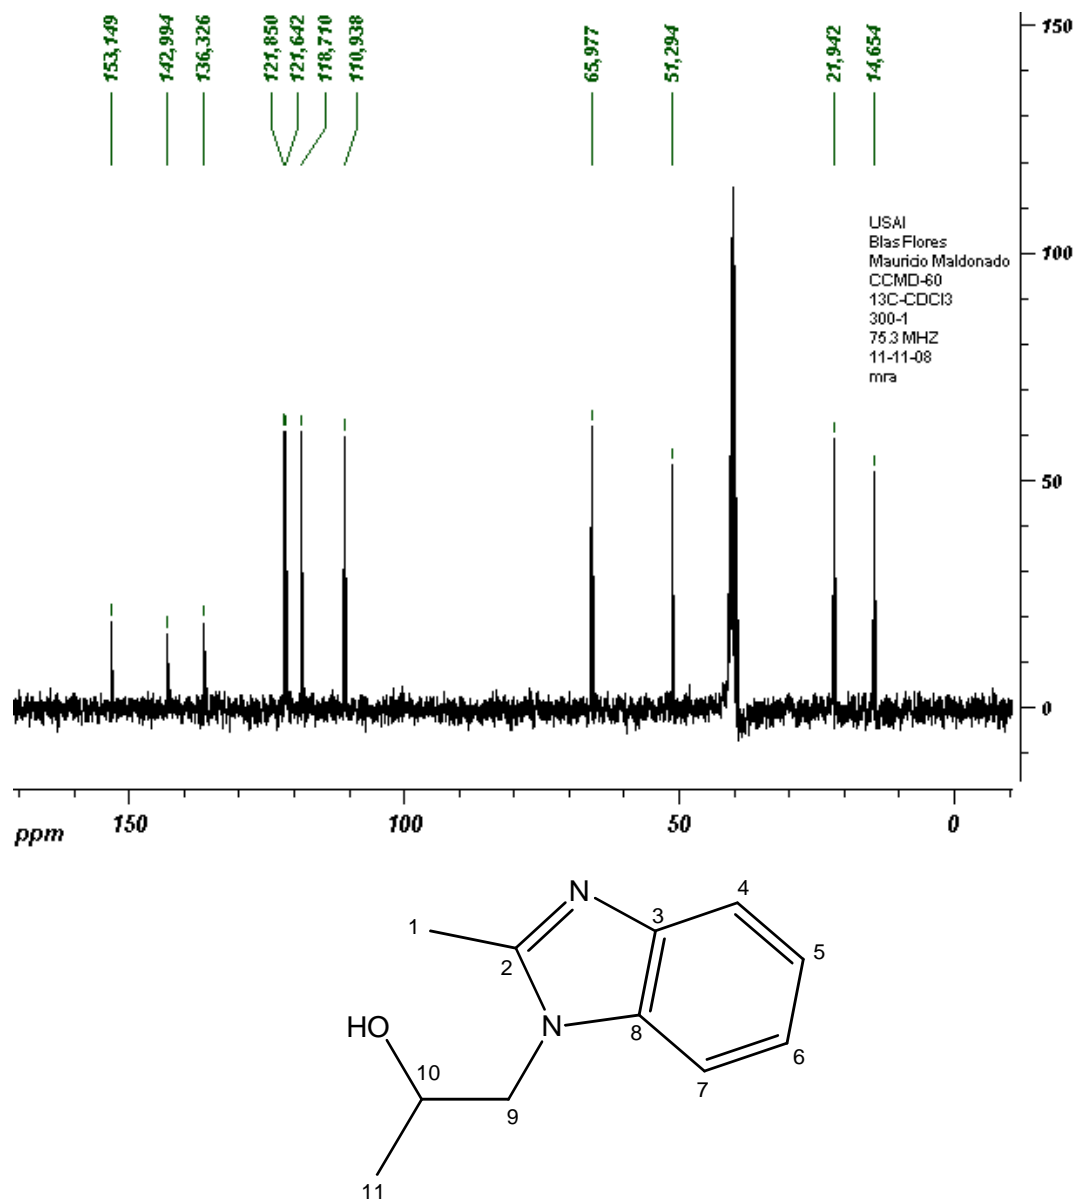 153,149
142,994
136,326
121,850
121,642
118,710
110,938
65,977
51,294
21,942
14,654
150
100
50
0
USAI
Blas Flores
Mauricio Maldonado
CCMD-60
13C-CDCl3
300-1
75.3 MHZ
11-11-08
mra
ppm 150 100 50 0
N
4
1
3
2
5
HO
N
8
6
10
7
9
11